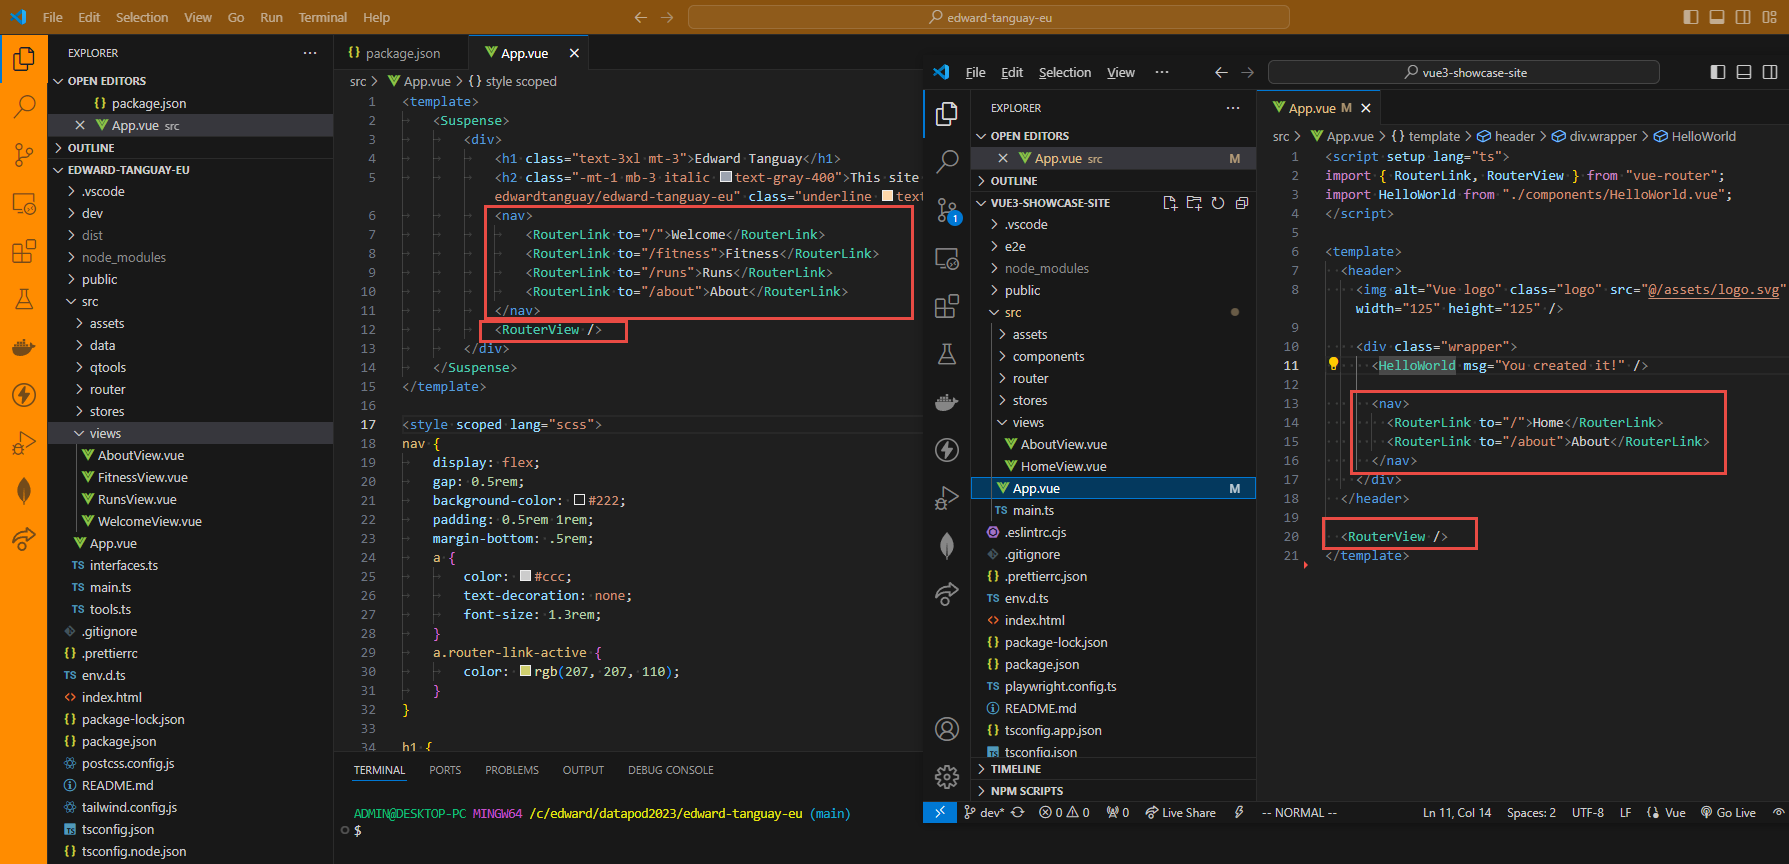 File Edit Selection View Go Run Terminal Help
edward-tanguay-eu
EXPLORER
OPEN EDITORS
package.json
App.vue src
OUTLINE
EDWARD-TANGUAY-EU
.vscode
dev
dist
node_modules
public
src
assets
data
qtools
router
stores
views
AboutView.vue
FitnessView.vue
RunsView.vue
WelcomeView.vue
App.vue
TS interfaces.ts
TS main.ts
TS tools.ts
.gitignore
{} .prettierrc
TS env.d.ts
<> index.html
{} package-lock.json
{} package.json
postcss.config.js
README.md
tailwind.config.js
tsconfig.json
{} tsconfig.node.json
{} package.json
App.vue
src > App.vue > {} style scoped
1 <template>
2 <Suspense>
3 <div>
4 <h1 class="text-3xl mt-3">Edward Tanguay</h1>
5 <h2 class="-mt-1 mb-3 italic text-gray-400">This site
edwardtanguay/edward-tanguay-eu" class="underline text
6 <nav>
7 <RouterLink to="/">Welcome</RouterLink>
8 <RouterLink to="/fitness">Fitness</RouterLink>
9 <RouterLink to="/runs">Runs</RouterLink>
10 <RouterLink to="/about">About</RouterLink>
11 </nav>
12 <RouterView />
13 </div>
14 </Suspense>
15 </template>
16
17 <style scoped lang="scss">
18 nav {
19 display: flex;
20 gap: 0.5rem;
21 background-color: #222;
22 padding: 0.5rem 1rem;
23 margin-bottom: .5rem;
24 a {
25 color: #ccc;
26 text-decoration: none;
27 font-size: 1.3rem;
28 }
29 a.router-link-active {
30 color: rgb(207, 207, 110);
31 }
32 }
33
34 h1 {
TERMINAL PORTS PROBLEMS OUTPUT DEBUG CONSOLE
ADMIN@DESKTOP-PC MINGW64 /c/edward/datapod2023/edward-tanguay-eu (main)
$
File Edit Selection View ···
vue3-showcase-site
EXPLORER
OPEN EDITORS
App.vue src M
OUTLINE
VUE3-SHOWCASE-SITE
.vscode
e2e
node_modules
public
src
assets
components
router
stores
views
AboutView.vue
HomeView.vue
App.vue M
TS main.ts
.eslintrc.cjs
.gitignore
{} .prettierrc.json
TS env.d.ts
<> index.html
{} package-lock.json
{} package.json
TS playwright.config.ts
README.md
{} tsconfig.app.json
tsconfig.json
TIMELINE
NPM SCRIPTS
1
App.vue M
src > App.vue > {} template > header > div.wrapper > HelloWorld
1 <script setup lang="ts">
2 import { RouterLink, RouterView } from "vue-router";
3 import HelloWorld from "./components/HelloWorld.vue";
4 </script>
5
6 <template>
7 <header>
8 <img alt="Vue logo" class="logo" src="@/assets/logo.svg"
width="125" height="125" />
9
10 <div class="wrapper">
11 <HelloWorld msg="You created it!" />
12
13 <nav>
14 <RouterLink to="/">Home</RouterLink>
15 <RouterLink to="/about">About</RouterLink>
16 </nav>
17 </div>
18 </header>
19
20 <RouterView />
21 </template>
dev* 0 0 0 Live Share -- NORMAL -- Ln 11, Col 14 Spaces: 2 UTF-8 LF {} Vue Go Live